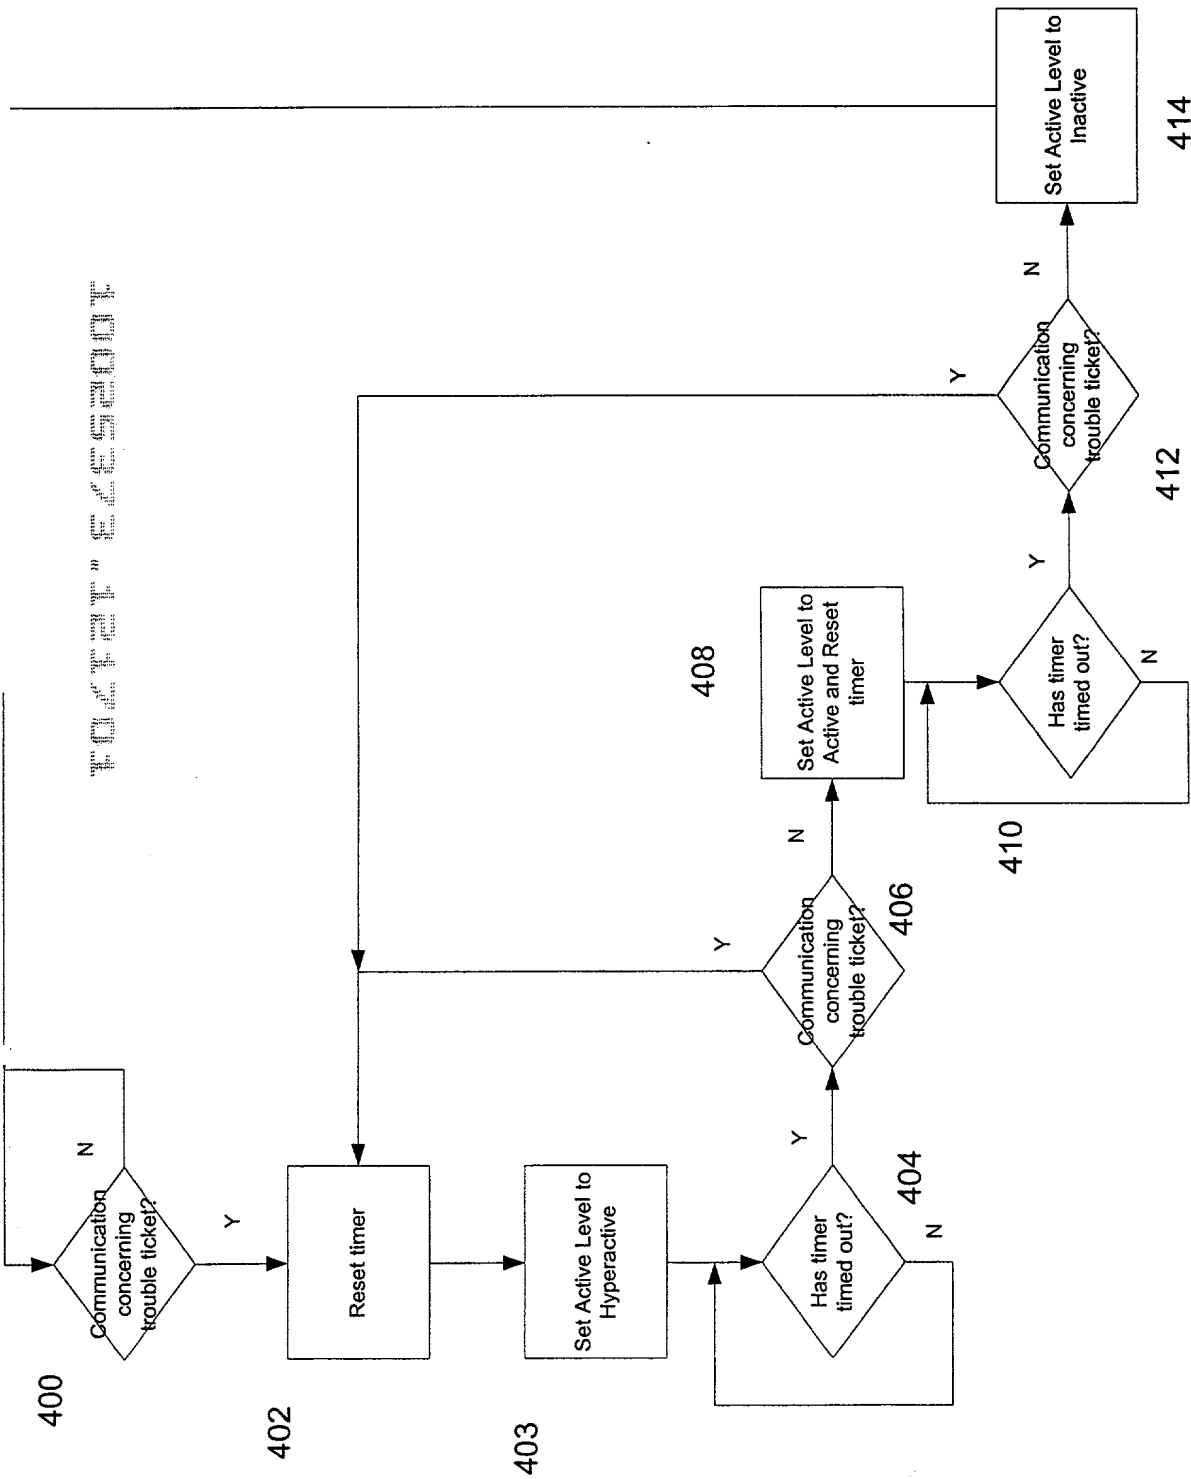 400
Communication
concerning
trouble ticket?
N
Y
402
Reset timer
403
Set Active Level to
Hyperactive
Has timer
timed out?
404
N
Y
Communication
concerning
trouble ticket?
406
Y
N
408
Set Active Level to
Active and Reset
timer
410
Has timer
timed out?
N
Y
Communication
concerning
trouble ticket?
412
Y
N
Set Active Level to
Inactive
414